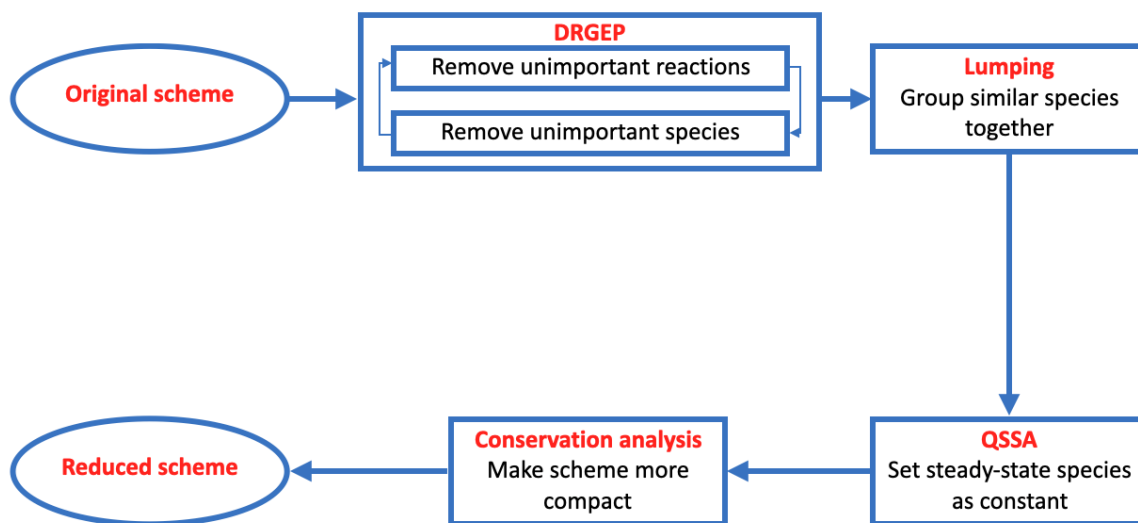 Original scheme
DRGEP
Remove unimportant reactions
Remove unimportant species
Lumping
Group similar species
together
QSSA
Set steady-state species
as constant
Conservation analysis
Make scheme more
compact
Reduced scheme